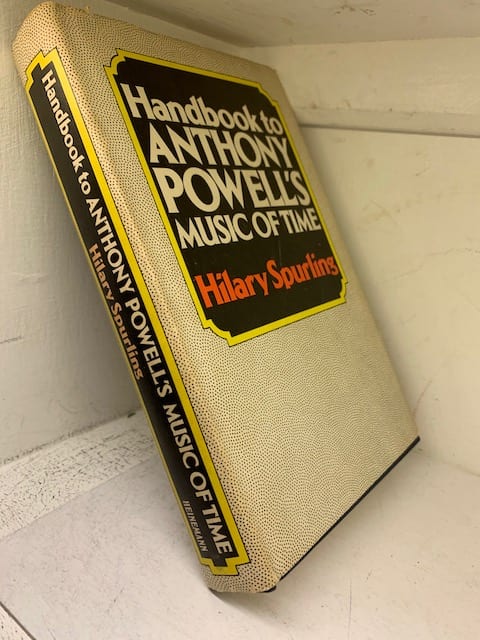 Handbook to
ANTHONY
POWELL'S
MUSIC OF TIME
Hilary Spurling
Handbook to ANTHONY POWELL'S MUSIC OF TIME
Hilary Spurling
HEINEMANN